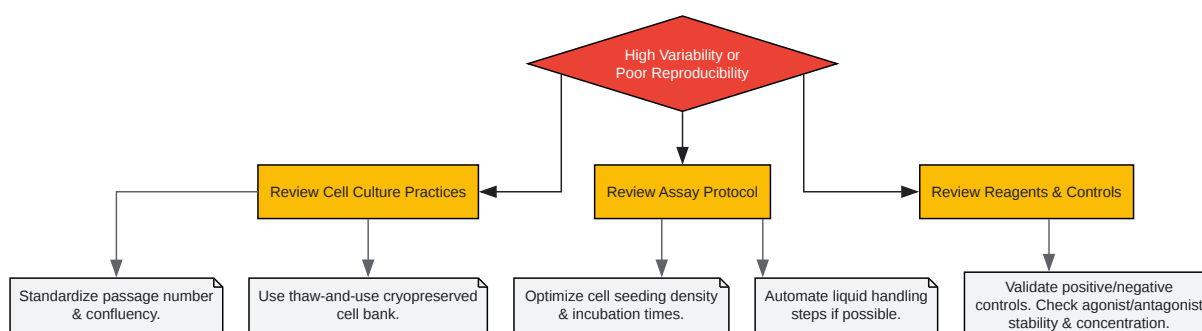 High Variability or
Poor Reproducibility
Review Cell Culture Practices
Review Assay Protocol
Review Reagents & Controls
Standardize passage number
& confluency.
Use thaw-and-use cryopreserved
cell bank.
Optimize cell seeding density
& incubation times.
Automate liquid handling
steps if possible.
Validate positive/negative
controls. Check agonist/antagonist
stability & concentration.